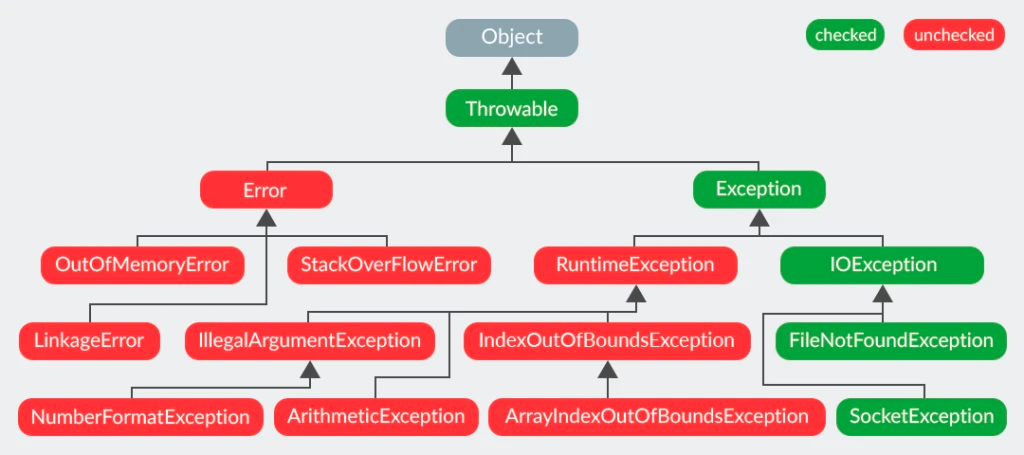 Object
checked
unchecked
Throwable
Error
Exception
OutOfMemoryError
StackOverFlowError
RuntimeException
IOException
LinkageError
IllegalArgumentException
IndexOutOfBoundsException
FileNotFoundException
NumberFormatException
ArithmeticException
ArrayIndexOutOfBoundsException
SocketException